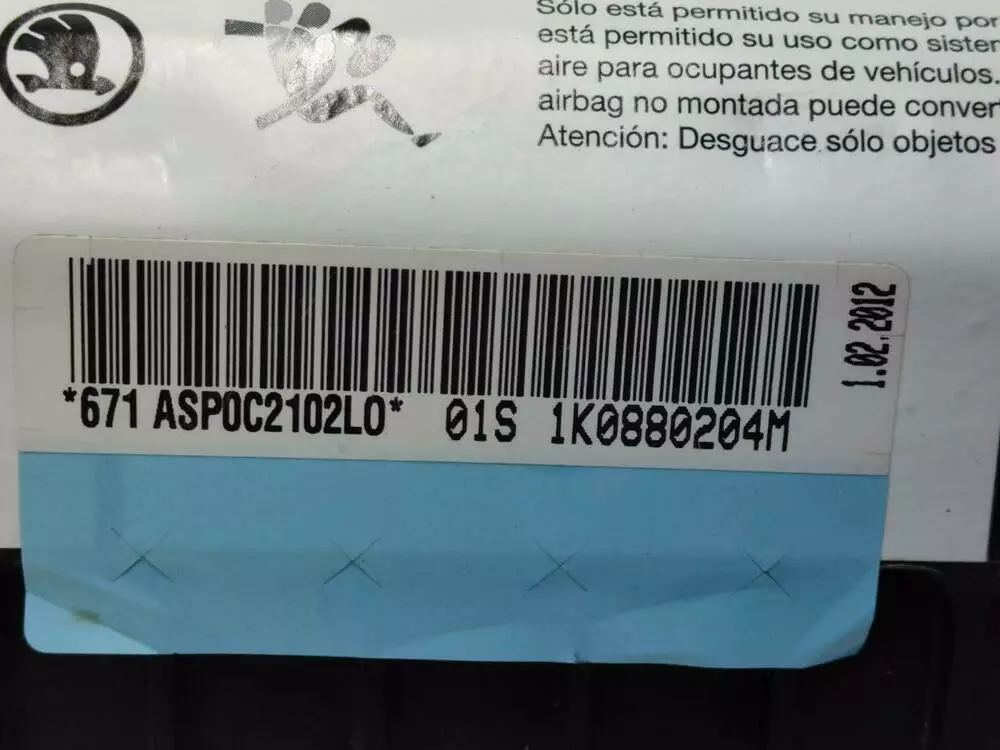 Sólo está permitido su manejo por
está permitido su uso como sistem
aire para ocupantes de vehículos.
airbag no montada puede conver
Atención: Desguace sólo objetos
1.02.2012
*671 ASP0C2102L0* 01S 1K0880204M